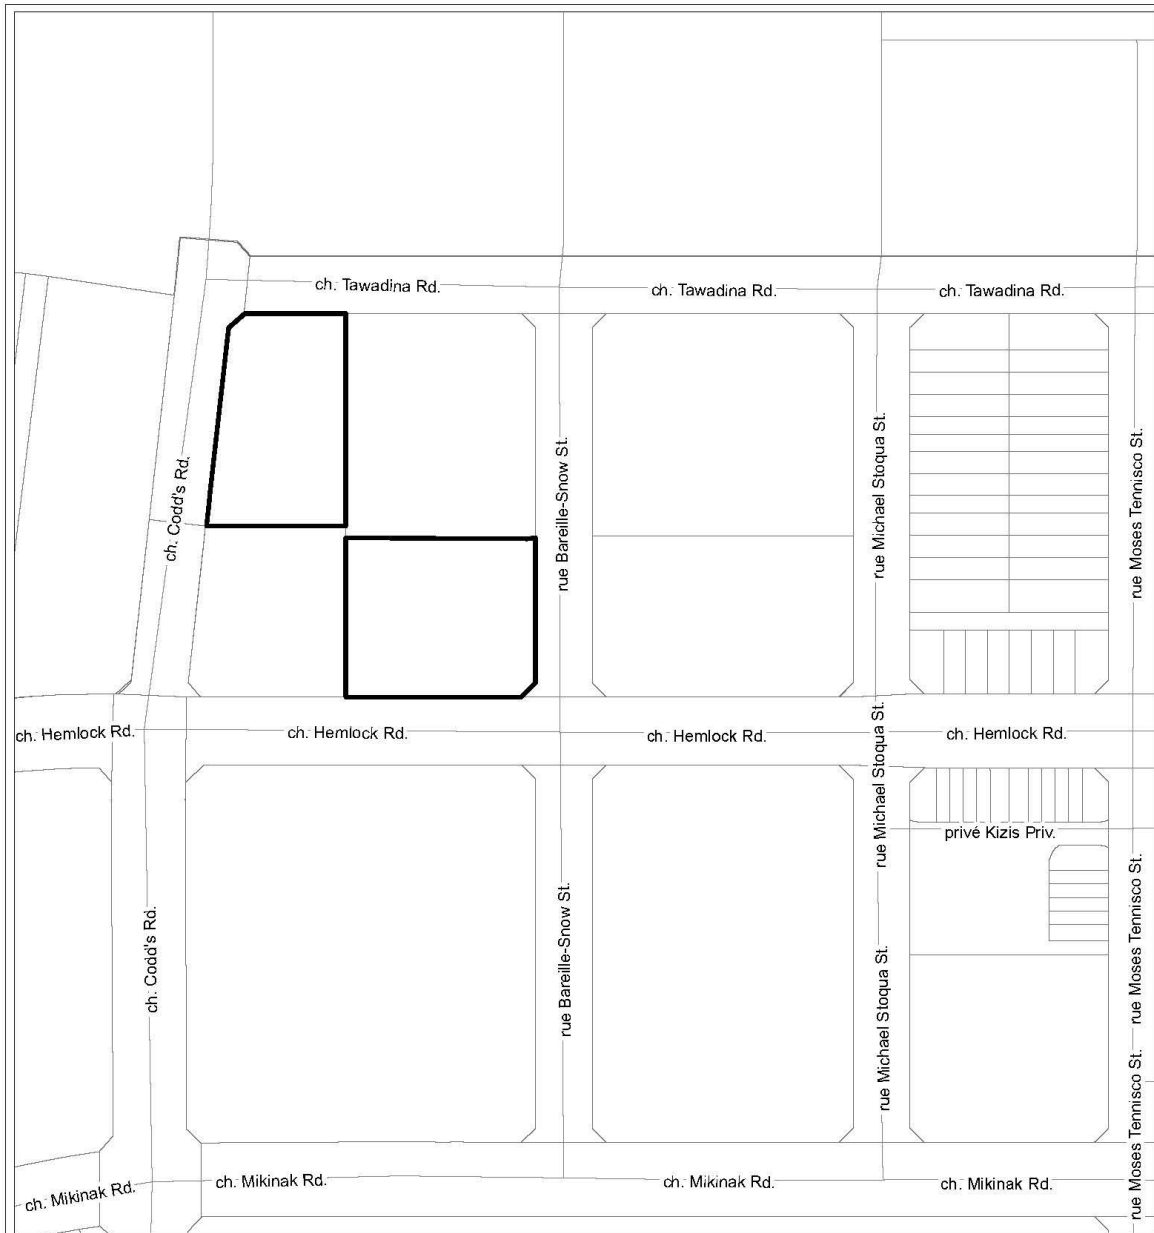 ch. Tawadina Rd.
ch. Tawadina Rd.
ch. Tawadina Rd.
ch. Codd's Rd.
rue Bareille-Snow St.
rue Michael Stoqua St.
rue Moses Tennisco St.
ch. Hemlock Rd.
ch. Hemlock Rd.
ch. Hemlock Rd.
ch. Hemlock Rd.
rue Michael Stoqua St.
privé Kizis Priv.
ch. Codd's Rd.
rue Bareille-Snow St.
rue Michael Stoqua St.
rue Moses Tennisco St.
rue Moses Tennisco St.
ch. Mikinak Rd.
ch. Mikinak Rd.
ch. Mikinak Rd.
ch. Mikinak Rd.